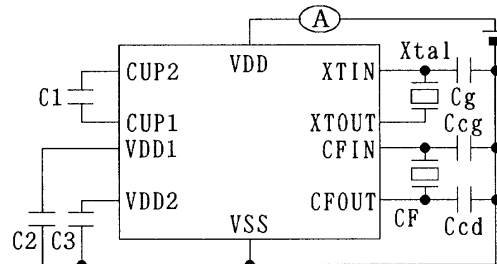 A
VDD
CUP2
XTIN
Xtal
C1
Cg
CUP1
XTOUT
Ccg
VDD1
CFIN
VDD2
CFOUT
CF
C2
C3
VSS
Ccd